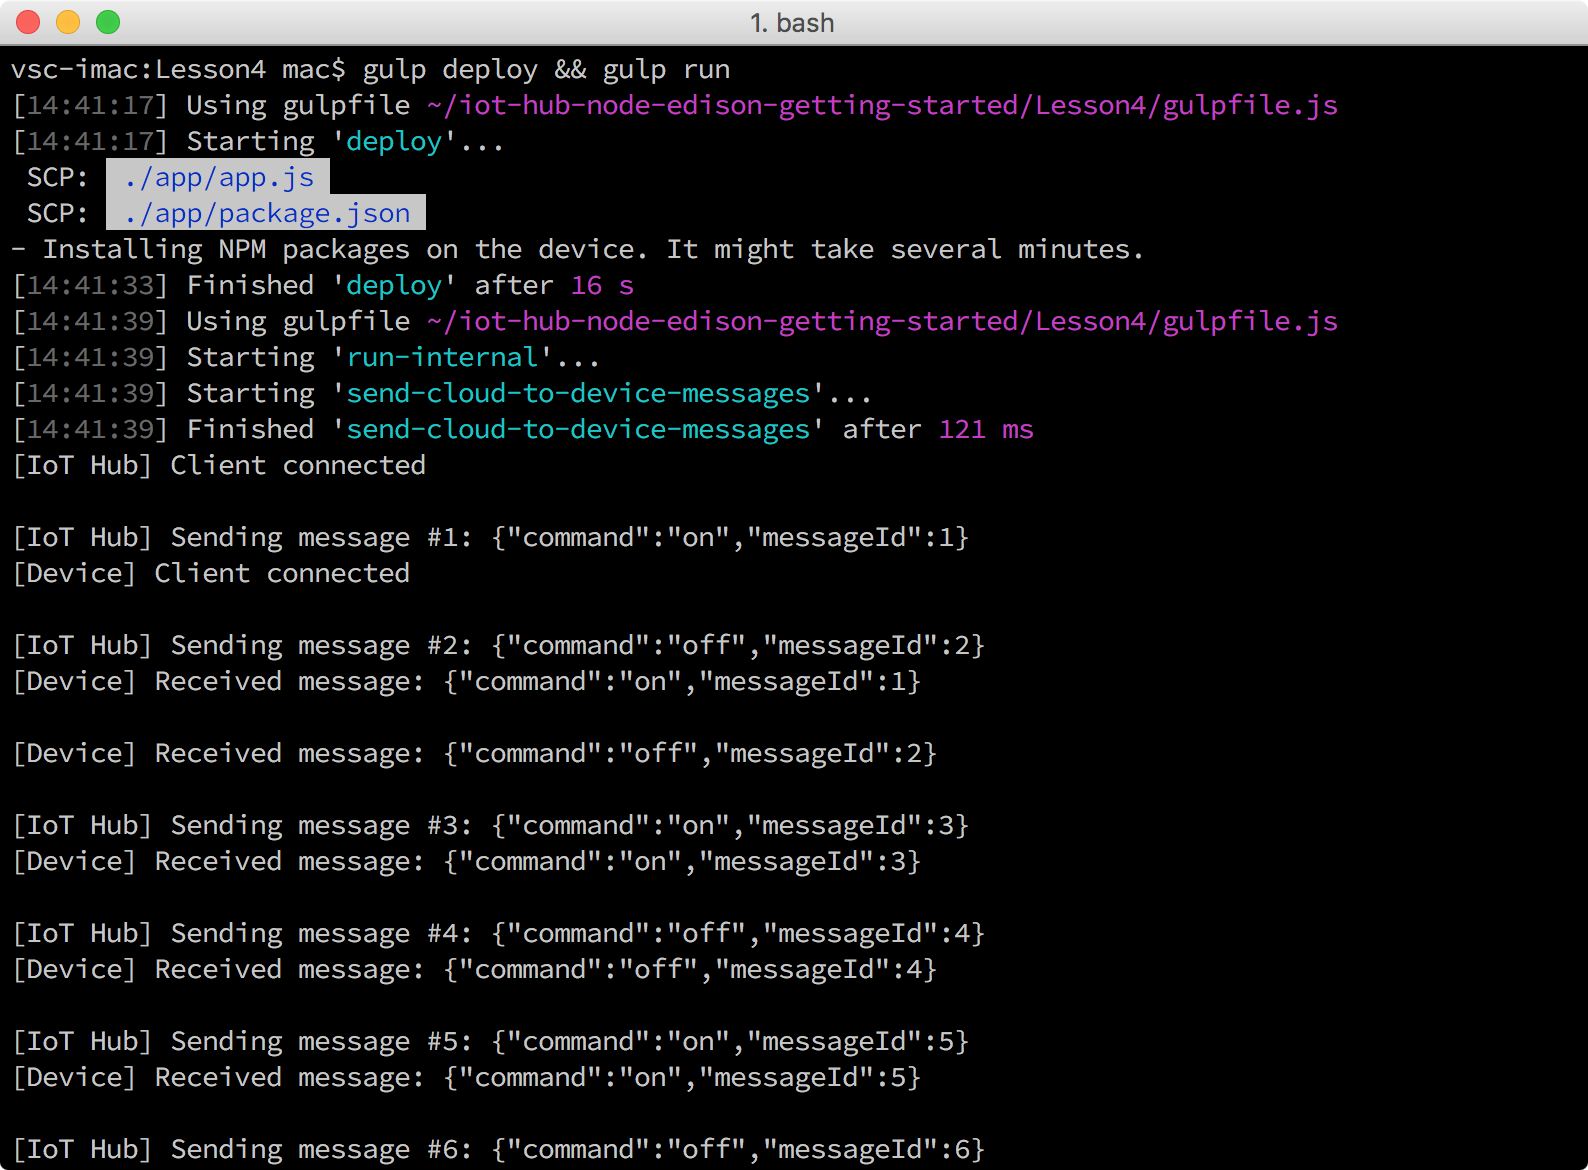 1. bash
vsc-imac:Lesson4 mac$ gulp deploy && gulp run
[14:41:17] Using gulpfile ~/iot-hub-node-edison-getting-started/Lesson4/gulpfile.js
[14:41:17] Starting 'deploy'...
SCP: ./app/app.js
SCP: ./app/package.json
- Installing NPM packages on the device. It might take several minutes.
[14:41:33] Finished 'deploy' after 16 s
[14:41:39] Using gulpfile ~/iot-hub-node-edison-getting-started/Lesson4/gulpfile.js
[14:41:39] Starting 'run-internal'...
[14:41:39] Starting 'send-cloud-to-device-messages'...
[14:41:39] Finished 'send-cloud-to-device-messages' after 121 ms
[IoT Hub] Client connected
[IoT Hub] Sending message #1: {"command":"on","messageId":1}
[Device] Client connected
[IoT Hub] Sending message #2: {"command":"off","messageId":2}
[Device] Received message: {"command":"on","messageId":1}
[Device] Received message: {"command":"off","messageId":2}
[IoT Hub] Sending message #3: {"command":"on","messageId":3}
[Device] Received message: {"command":"on","messageId":3}
[IoT Hub] Sending message #4: {"command":"off","messageId":4}
[Device] Received message: {"command":"off","messageId":4}
[IoT Hub] Sending message #5: {"command":"on","messageId":5}
[Device] Received message: {"command":"on","messageId":5}
[IoT Hub] Sending message #6: {"command":"off","messageId":6}